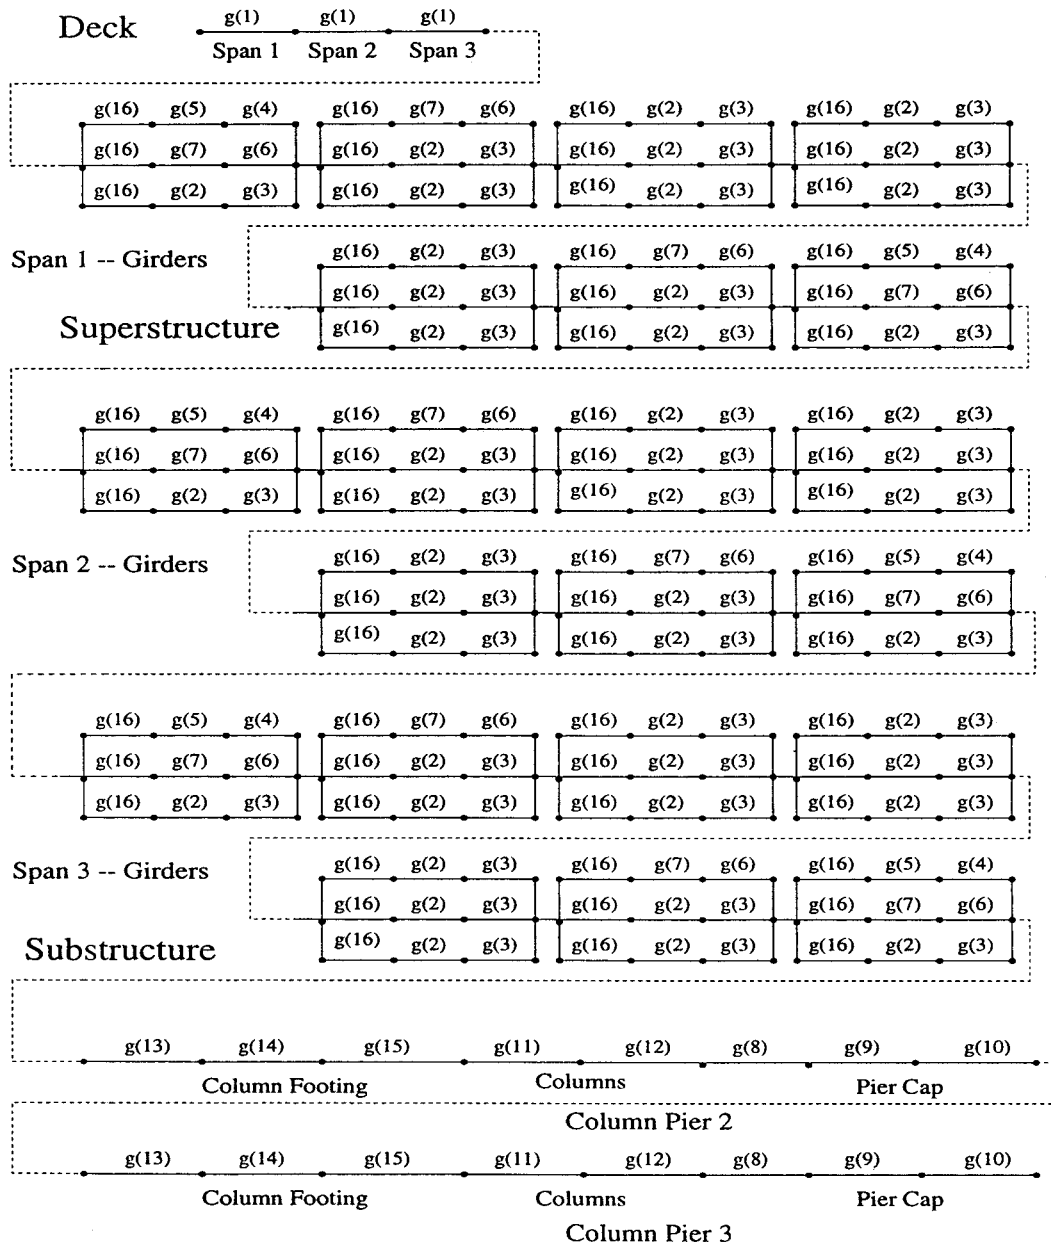 Deck g(1) g(1) g(1)
Span 1 Span 2 Span 3
g(16) g(5) g(4) g(16) g(7) g(6) g(16) g(2) g(3) g(16) g(2) g(3)
g(16) g(7) g(6) g(16) g(2) g(3) g(16) g(2) g(3) g(16) g(2) g(3)
g(16) g(2) g(3) g(16) g(2) g(3) g(16) g(2) g(3) g(16) g(2) g(3)
Span 1 -- Girders g(16) g(2) g(3) g(16) g(7) g(6) g(16) g(5) g(4)
g(16) g(2) g(3) g(16) g(2) g(3) g(16) g(7) g(6)
Superstructure g(16) g(2) g(3) g(16) g(2) g(3) g(16) g(2) g(3)
g(16) g(5) g(4) g(16) g(7) g(6) g(16) g(2) g(3) g(16) g(2) g(3)
g(16) g(7) g(6) g(16) g(2) g(3) g(16) g(2) g(3) g(16) g(2) g(3)
g(16) g(2) g(3) g(16) g(2) g(3) g(16) g(2) g(3) g(16) g(2) g(3)
Span 2 -- Girders g(16) g(2) g(3) g(16) g(7) g(6) g(16) g(5) g(4)
g(16) g(2) g(3) g(16) g(2) g(3) g(16) g(7) g(6)
g(16) g(2) g(3) g(16) g(2) g(3) g(16) g(2) g(3)
g(16) g(5) g(4) g(16) g(7) g(6) g(16) g(2) g(3) g(16) g(2) g(3)
g(16) g(7) g(6) g(16) g(2) g(3) g(16) g(2) g(3) g(16) g(2) g(3)
g(16) g(2) g(3) g(16) g(2) g(3) g(16) g(2) g(3) g(16) g(2) g(3)
Span 3 -- Girders g(16) g(2) g(3) g(16) g(7) g(6) g(16) g(5) g(4)
g(16) g(2) g(3) g(16) g(2) g(3) g(16) g(7) g(6)
Substructure g(16) g(2) g(3) g(16) g(2) g(3) g(16) g(2) g(3)
g(13) g(14) g(15) g(11) g(12) g(8) g(9) g(10)
Column Footing Columns Pier Cap
Column Pier 2
g(13) g(14) g(15) g(11) g(12) g(8) g(9) g(10)
Column Footing Columns Pier Cap
Column Pier 3